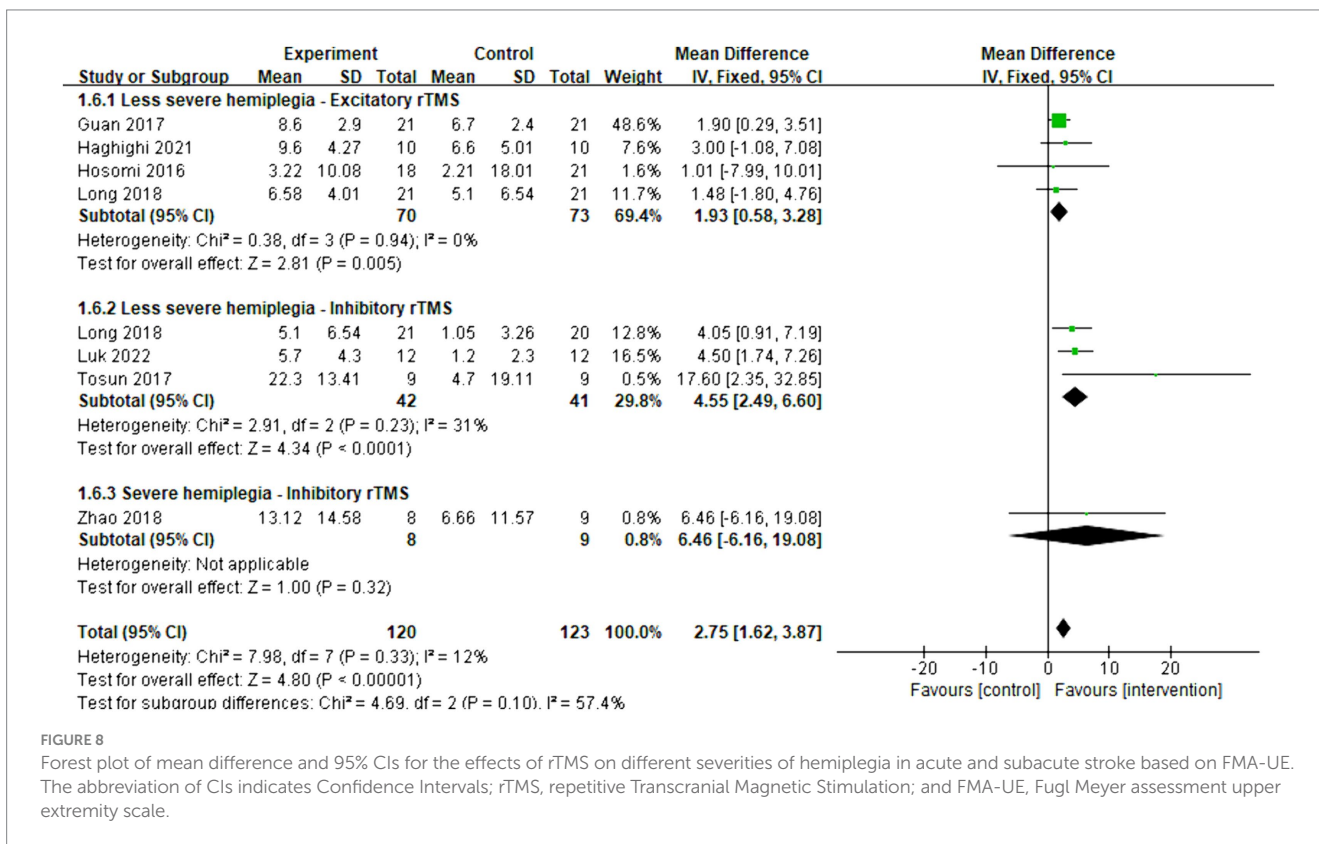 Experiment Control Mean Difference Mean Difference
Study or Subgroup Mean SD Total Mean SD Total Weight IV, Fixed, 95% CI IV, Fixed, 95% CI
1.6.1 Less severe hemiplegia - Excitatory rTMS
Guan 2017 8.6 2.9 21 6.7 2.4 21 48.6% 1.90 [0.29, 3.51]
Haghighi 2021 9.6 4.27 10 6.6 5.01 10 7.6% 3.00 [-1.08, 7.08]
Hosomi 2016 3.22 10.08 18 2.21 18.01 21 1.6% 1.01 [-7.99, 10.01]
Long 2018 6.58 4.01 21 5.1 6.54 21 11.7% 1.48 [-1.80, 4.76]
Subtotal (95% CI) 70 73 69.4% 1.93 [0.58, 3.28]
Heterogeneity: Chi² = 0.38, df = 3 (P = 0.94); I² = 0%
Test for overall effect: Z = 2.81 (P = 0.005)
1.6.2 Less severe hemiplegia - Inhibitory rTMS
Long 2018 5.1 6.54 21 1.05 3.26 20 12.8% 4.05 [0.91, 7.19]
Luk 2022 5.7 4.3 12 1.2 2.3 12 16.5% 4.50 [1.74, 7.26]
Tosun 2017 22.3 13.41 9 4.7 19.11 9 0.5% 17.60 [2.35, 32.85]
Subtotal (95% CI) 42 41 29.8% 4.55 [2.49, 6.60]
Heterogeneity: Chi² = 2.91, df = 2 (P = 0.23); I² = 31%
Test for overall effect: Z = 4.34 (P < 0.0001)
1.6.3 Severe hemiplegia - Inhibitory rTMS
Zhao 2018 13.12 14.58 8 6.66 11.57 9 0.8% 6.46 [-6.16, 19.08]
Subtotal (95% CI) 8 9 0.8% 6.46 [-6.16, 19.08]
Heterogeneity: Not applicable
Test for overall effect: Z = 1.00 (P = 0.32)
Total (95% CI) 120 123 100.0% 2.75 [1.62, 3.87]
Heterogeneity: Chi² = 7.98, df = 7 (P = 0.33); I² = 12%
Test for overall effect: Z = 4.80 (P < 0.00001)
Test for subgroup differences: Chi² = 4.69, df = 2 (P = 0.10), I² = 57.4%
-20 -10 0 10 20
Favours [control] Favours [intervention]
FIGURE 8
Forest plot of mean difference and 95% CIs for the effects of rTMS on different severities of hemiplegia in acute and subacute stroke based on FMA-UE.
The abbreviation of CIs indicates Confidence Intervals; rTMS, repetitive Transcranial Magnetic Stimulation; and FMA-UE, Fugl Meyer assessment upper
extremity scale.